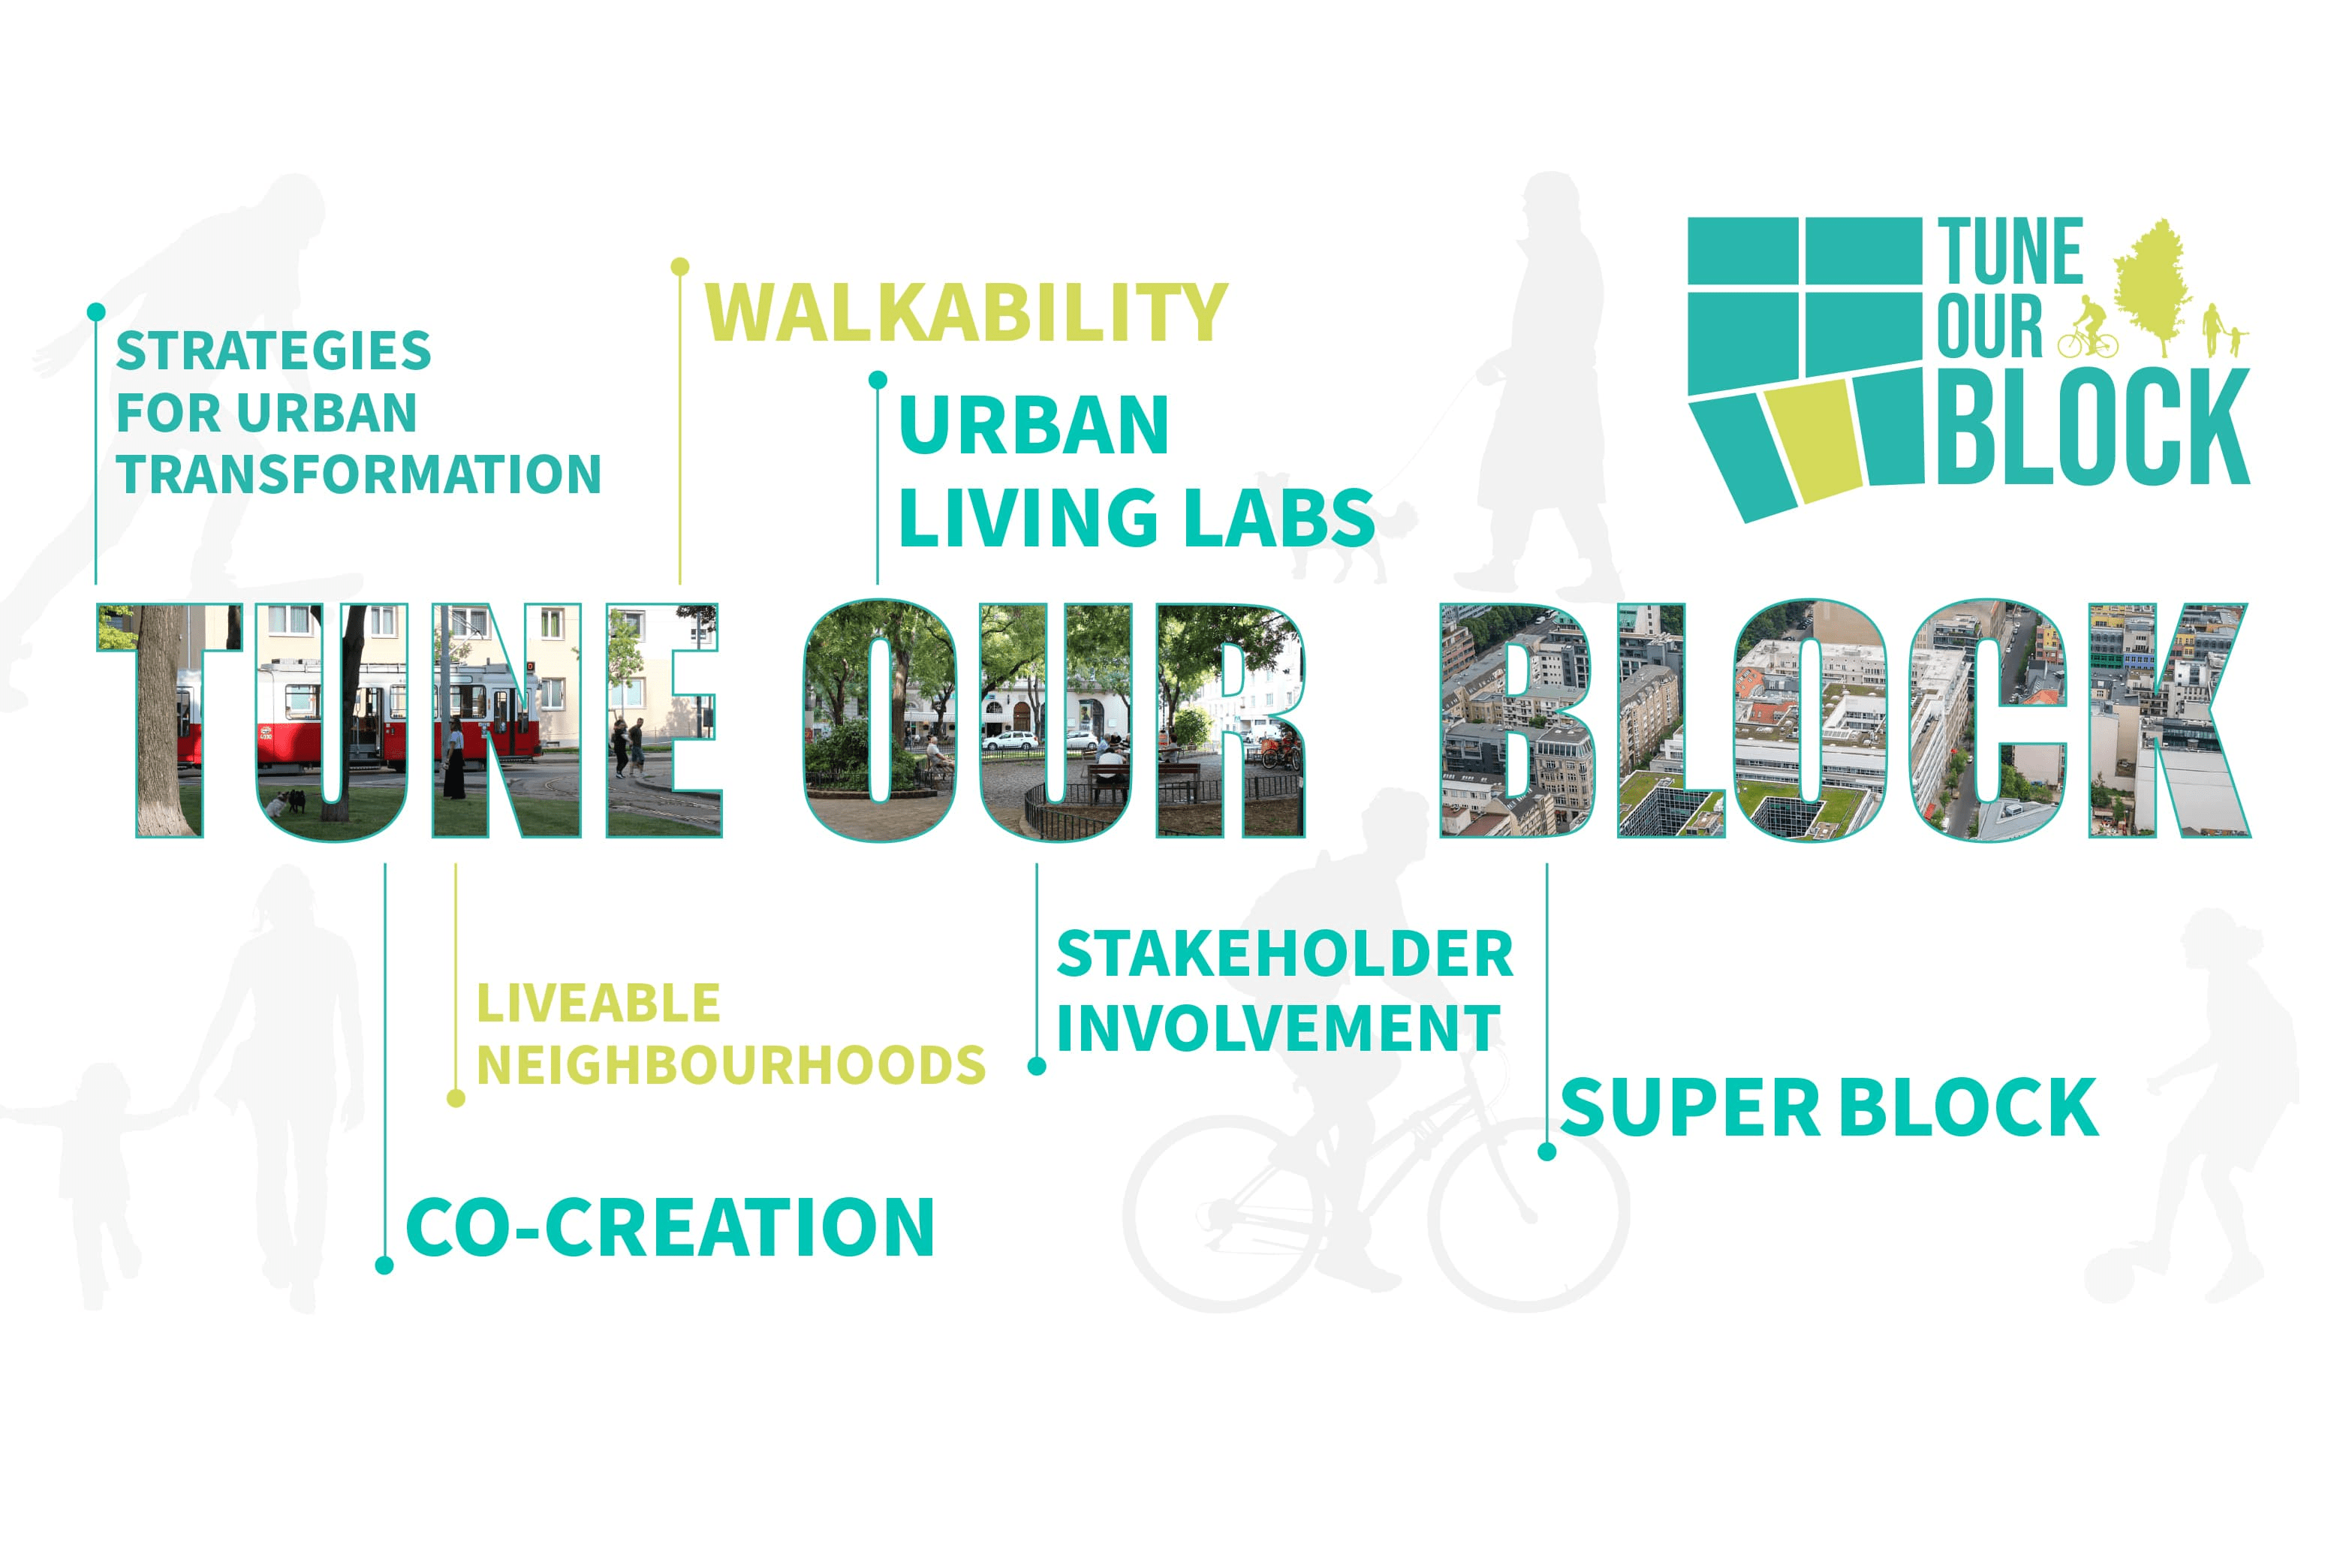 STRATEGIES
FOR URBAN
TRANSFORMATION
WALKABILITY
URBAN
LIVING LABS
TUNE
OUR
BLOCK
TUNE OUR BLOCK
LIVEABLE
NEIGHBOURHOODS
CO-CREATION
STAKEHOLDER
INVOLVEMENT
SUPER BLOCK